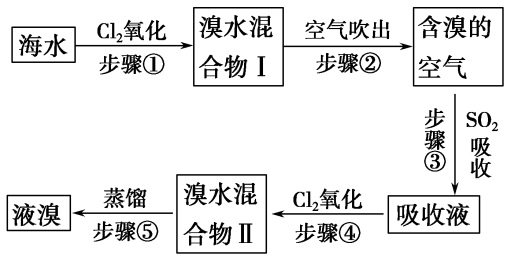 海水
Cl₂氧化
步骤①
溴水混
合物Ⅰ
空气吹出
步骤②
含溴的
空气
步骤③
SO₂
吸收
吸收液
Cl₂氧化
步骤④
溴水混
合物Ⅱ
蒸馏
步骤⑤
液溴